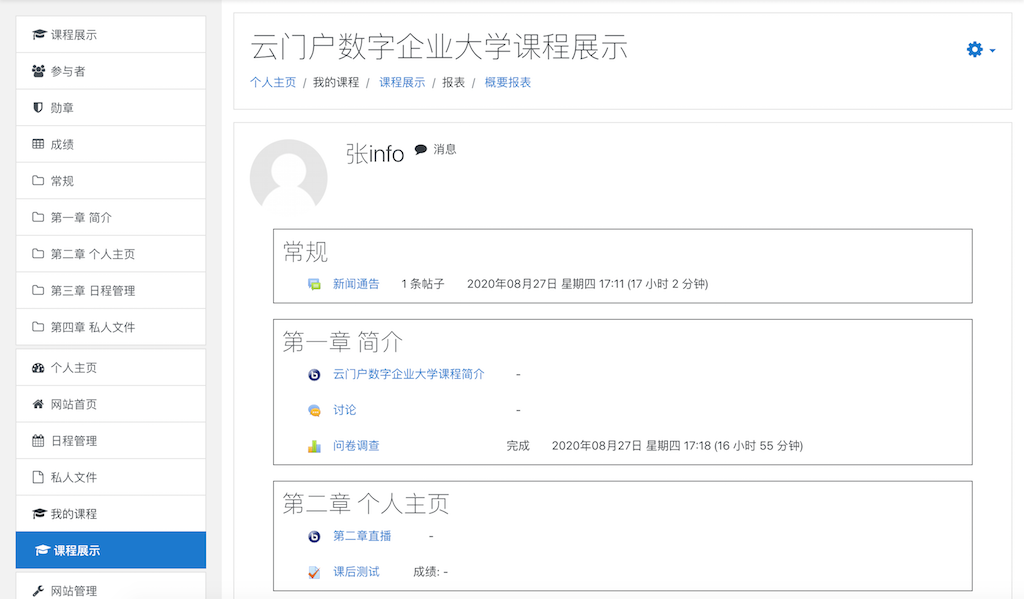 课程展示
参与者
勋章
成绩
常规
第一章 简介
第二章 个人主页
第三章 日程管理
第四章 私人文件
个人主页
网站首页
日程管理
私人文件
我的课程
课程展示
网站管理
云门户数字企业大学课程展示
个人主页 / 我的课程 / 课程展示 / 报表 / 概要报表
张info 消息
常规
新闻通告 1 条帖子 2020年08月27日 星期四 17:11 (17 小时 2 分钟)
第一章 简介
云门户数字企业大学课程简介 -
讨论 -
问卷调查 完成 2020年08月27日 星期四 17:18 (16 小时 55 分钟)
第二章 个人主页
第二章直播 -
课后测试 成绩: -